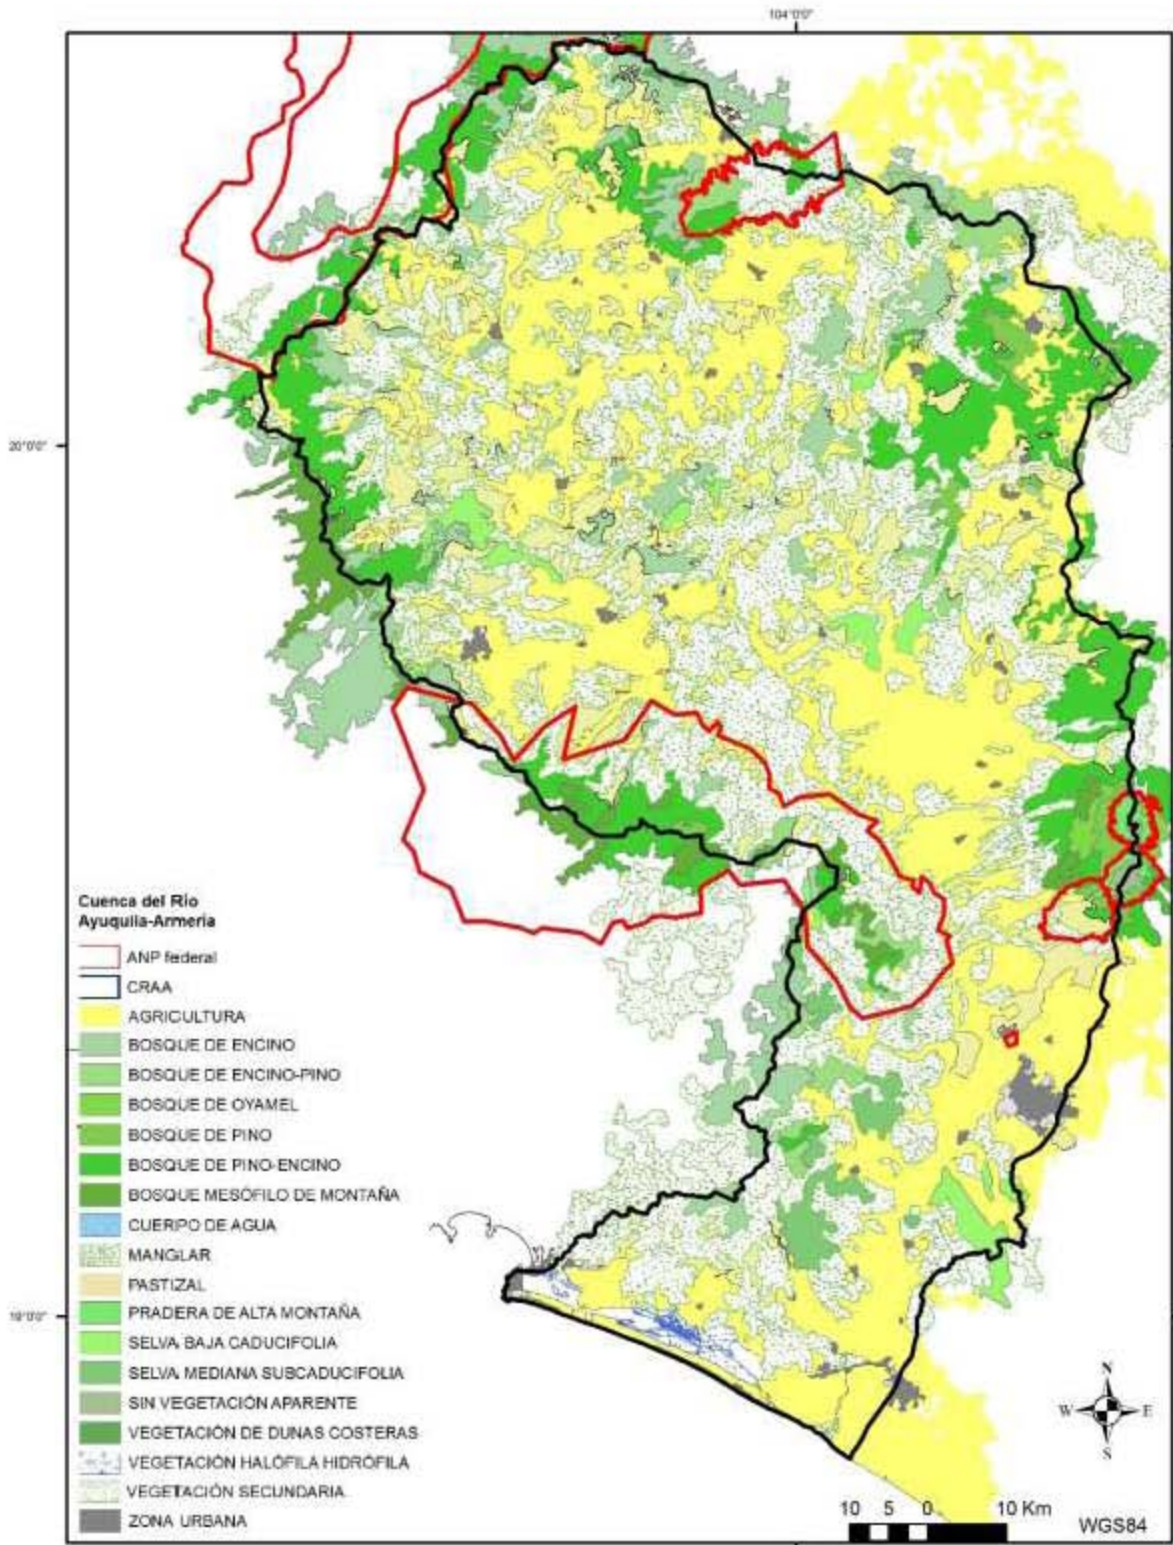 104°0'0"
20°0'0"
Cuenca del Río
Ayuquila-Armería
ANP federal
CRAA
AGRICULTURA
BOSQUE DE ENCINO
BOSQUE DE ENCINO-PINO
BOSQUE DE OYAMEL
BOSQUE DE PINO
BOSQUE DE PINO-ENCINO
BOSQUE MESÓFILO DE MONTAÑA
CUERPO DE AGUA
MANGLAR
PASTIZAL
PRADERA DE ALTA MONTAÑA
19°0'0"
SELVA BAJA CADUCIFOLIA
SELVA MEDIANA SUBCADUCIFOLIA
SIN VEGETACIÓN APARENTE
VEGETACIÓN DE DUNAS COSTERAS
VEGETACIÓN HALÓFILA HIDRÓFILA
VEGETACIÓN SECUNDARIA
ZONA URBANA
N
W E
S
10 5 0 10 Km
WGS84